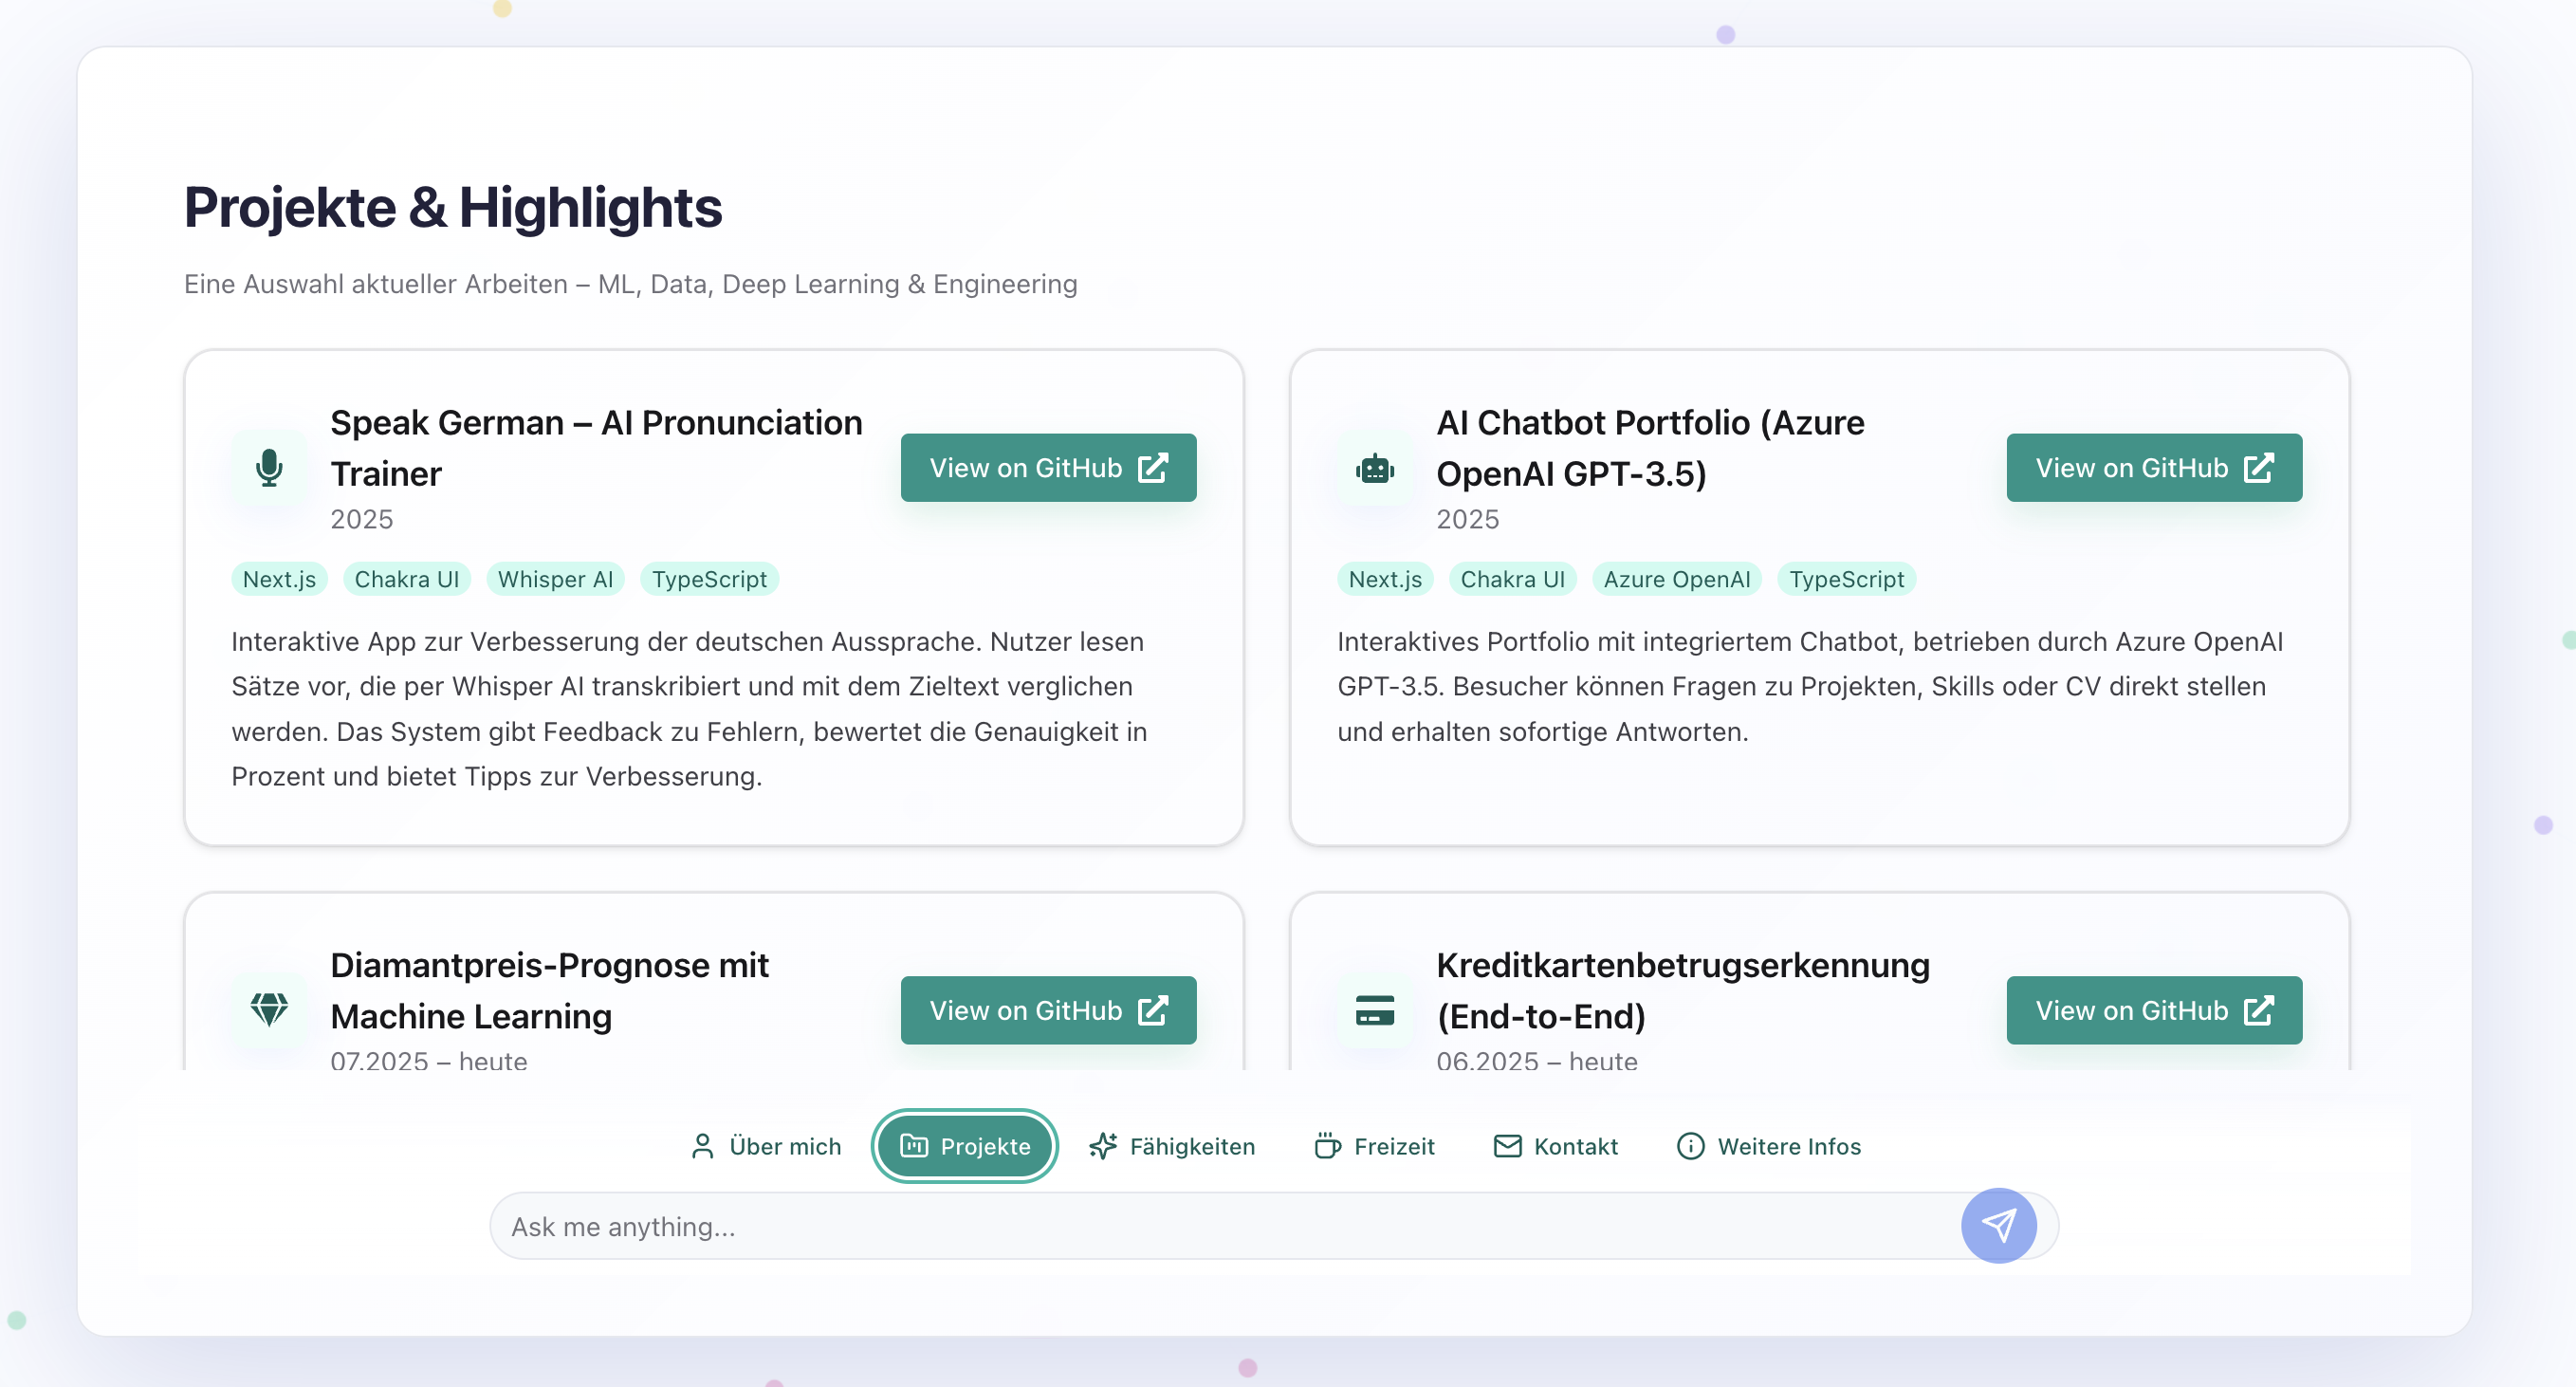 Projekte & Highlights
Eine Auswahl aktueller Arbeiten – ML, Data, Deep Learning & Engineering
Speak German – AI Pronunciation
Trainer
2025
View on GitHub
Next.js Chakra UI Whisper AI TypeScript
Interaktive App zur Verbesserung der deutschen Aussprache. Nutzer lesen
Sätze vor, die per Whisper AI transkribiert und mit dem Zieltext verglichen
werden. Das System gibt Feedback zu Fehlern, bewertet die Genauigkeit in
Prozent und bietet Tipps zur Verbesserung.
AI Chatbot Portfolio (Azure
OpenAI GPT-3.5)
2025
View on GitHub
Next.js Chakra UI Azure OpenAI TypeScript
Interaktives Portfolio mit integriertem Chatbot, betrieben durch Azure OpenAI
GPT-3.5. Besucher können Fragen zu Projekten, Skills oder CV direkt stellen
und erhalten sofortige Antworten.
Diamantpreis-Prognose mit
Machine Learning
07.2025 – heute
View on GitHub
Kreditkartenbetrugserkennung
(End-to-End)
06.2025 – heute
View on GitHub
Über mich Projekte Fähigkeiten Freizeit Kontakt Weitere Infos
Ask me anything...